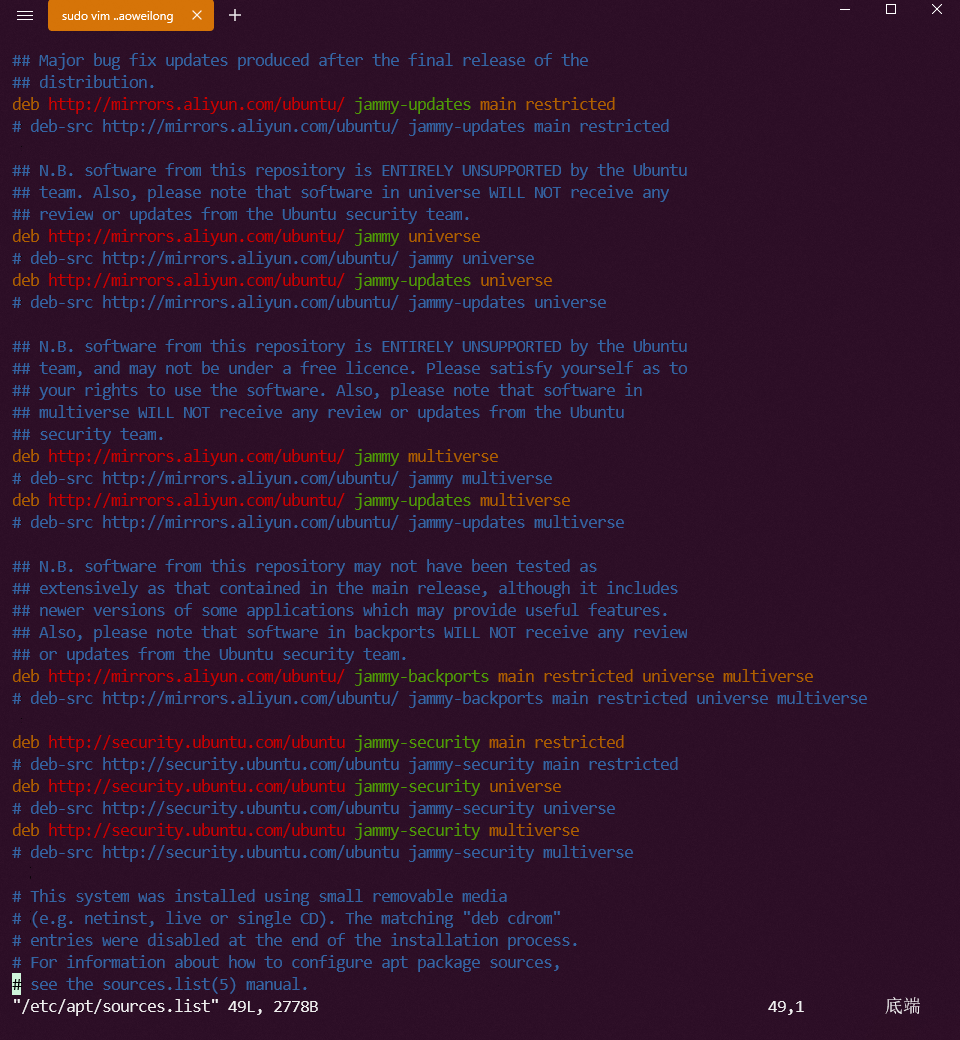 sudo vim ..aoweilong
## Major bug fix updates produced after the final release of the
## distribution.
deb http://mirrors.aliyun.com/ubuntu/ jammy-updates main restricted
# deb-src http://mirrors.aliyun.com/ubuntu/ jammy-updates main restricted
## N.B. software from this repository is ENTIRELY UNSUPPORTED by the Ubuntu
## team. Also, please note that software in universe WILL NOT receive any
## review or updates from the Ubuntu security team.
deb http://mirrors.aliyun.com/ubuntu/ jammy universe
# deb-src http://mirrors.aliyun.com/ubuntu/ jammy universe
deb http://mirrors.aliyun.com/ubuntu/ jammy-updates universe
# deb-src http://mirrors.aliyun.com/ubuntu/ jammy-updates universe
## N.B. software from this repository is ENTIRELY UNSUPPORTED by the Ubuntu
## team, and may not be under a free licence. Please satisfy yourself as to
## your rights to use the software. Also, please note that software in
## multiverse WILL NOT receive any review or updates from the Ubuntu
## security team.
deb http://mirrors.aliyun.com/ubuntu/ jammy multiverse
# deb-src http://mirrors.aliyun.com/ubuntu/ jammy multiverse
deb http://mirrors.aliyun.com/ubuntu/ jammy-updates multiverse
# deb-src http://mirrors.aliyun.com/ubuntu/ jammy-updates multiverse
## N.B. software from this repository may not have been tested as
## extensively as that contained in the main release, although it includes
## newer versions of some applications which may provide useful features.
## Also, please note that software in backports WILL NOT receive any review
## or updates from the Ubuntu security team.
deb http://mirrors.aliyun.com/ubuntu/ jammy-backports main restricted universe multiverse
# deb-src http://mirrors.aliyun.com/ubuntu/ jammy-backports main restricted universe multiverse
deb http://security.ubuntu.com/ubuntu jammy-security main restricted
# deb-src http://security.ubuntu.com/ubuntu jammy-security main restricted
deb http://security.ubuntu.com/ubuntu jammy-security universe
# deb-src http://security.ubuntu.com/ubuntu jammy-security universe
deb http://security.ubuntu.com/ubuntu jammy-security multiverse
# deb-src http://security.ubuntu.com/ubuntu jammy-security multiverse
# This system was installed using small removable media
# (e.g. netinst, live or single CD). The matching "deb cdrom"
# entries were disabled at the end of the installation process.
# For information about how to configure apt package sources,
# see the sources.list(5) manual.
"/etc/apt/sources.list" 49L, 2778B 49,1 底端